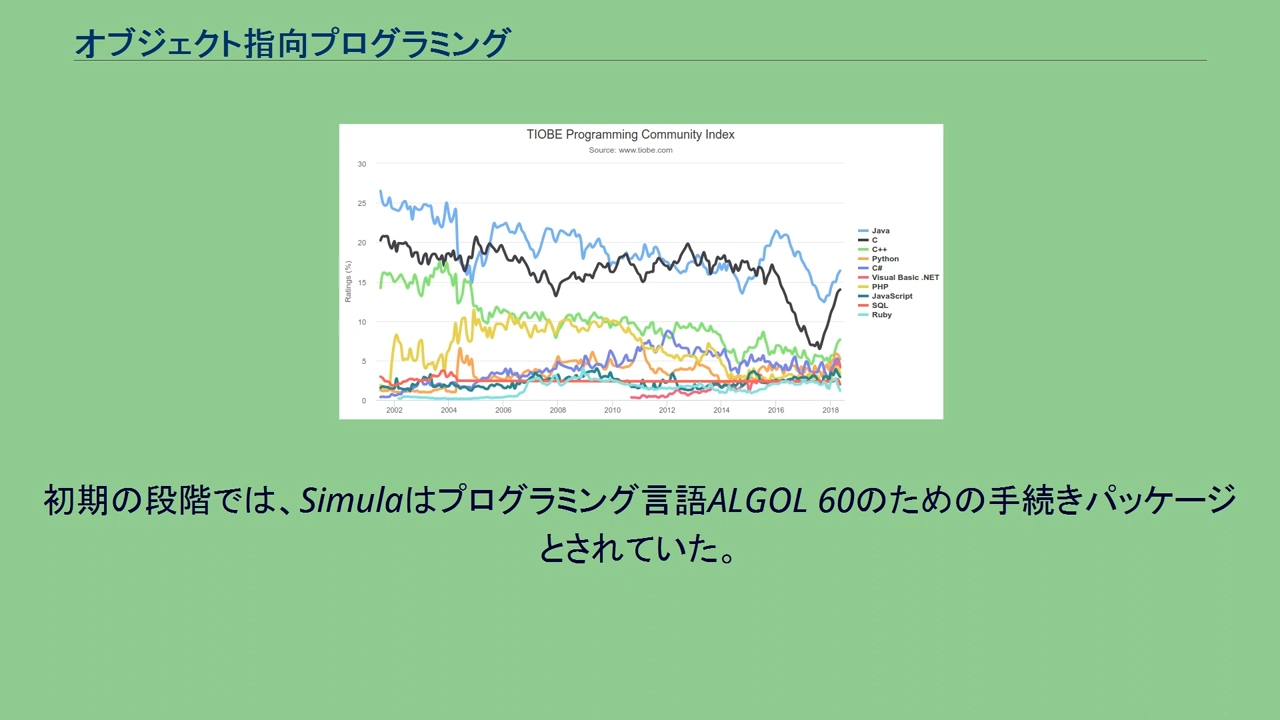 オブジェクト指向プログラミング
TIOBE Programming Community Index
Source: www.tiobe.com
Ratings (%)
30
25
20
15
10
5
0
2002 2004 2006 2008 2010 2012 2014 2016 2018
Java
C
C++
Python
C#
Visual Basic .NET
PHP
JavaScript
SQL
Ruby
初期の段階では、Simulaはプログラミング言語ALGOL 60のための手続きパッケージ
とされていた。